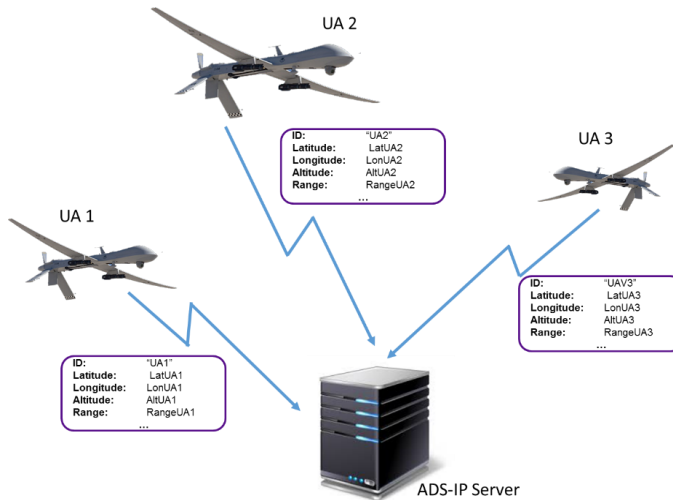 UA 2
ID: "UA2"
Latitude: LatUA2
Longitude: LonUA2
Altitude: AltUA2
Range: RangeUA2
...
UA 3
ID: "UAV3"
Latitude: LatUA3
Longitude: LonUA3
Altitude: AltUA3
Range: RangeUA3
...
UA 1
ID: "UA1"
Latitude: LatUA1
Longitude: LonUA1
Altitude: AltUA1
Range: RangeUA1
...
ADS-IP Server